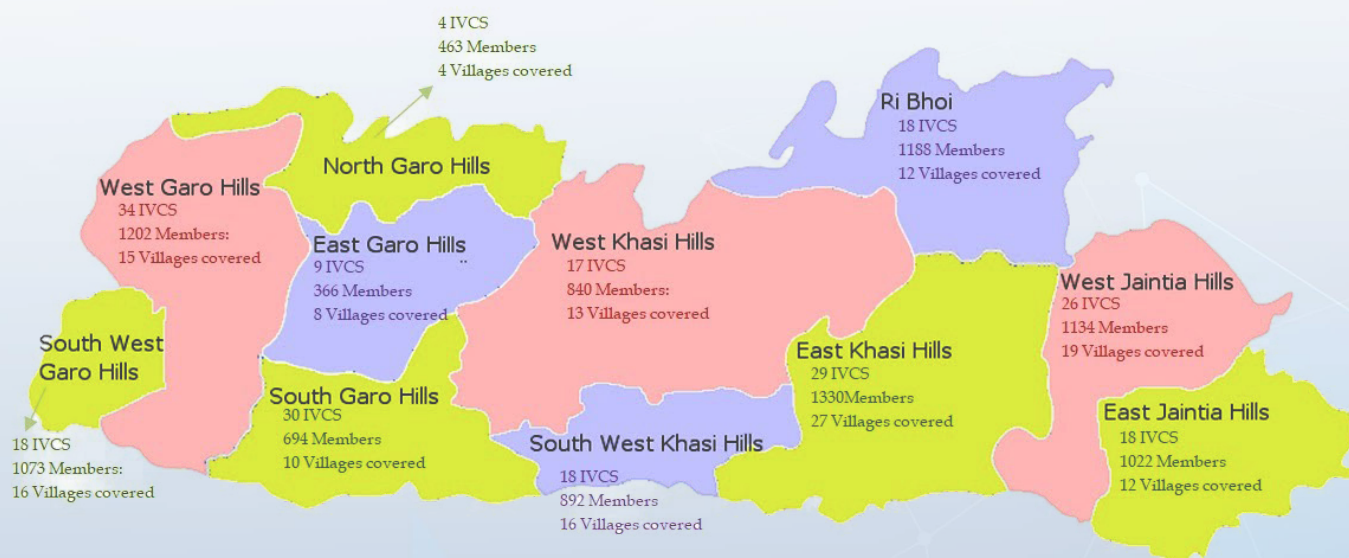 4 IVCS
463 Members
4 Villages covered
North Garo Hills
West Garo Hills
34 IVCS
1202 Members:
15 Villages covered
East Garo Hills
9 IVCS
366 Members
8 Villages covered
West Khasi Hills
17 IVCS
840 Members:
13 Villages covered
Ri Bhoi
18 IVCS
1188 Members
12 Villages covered
West Jaintia Hills
26 IVCS
1134 Members
19 Villages covered
South West
Garo Hills
18 IVCS
1073 Members:
16 Villages covered
South Garo Hills
30 IVCS
694 Members
10 Villages covered
South West Khasi Hills
18 IVCS
892 Members
16 Villages covered
East Khasi Hills
29 IVCS
1330Members
27 Villages covered
East Jaintia Hills
18 IVCS
1022 Members
12 Villages covered